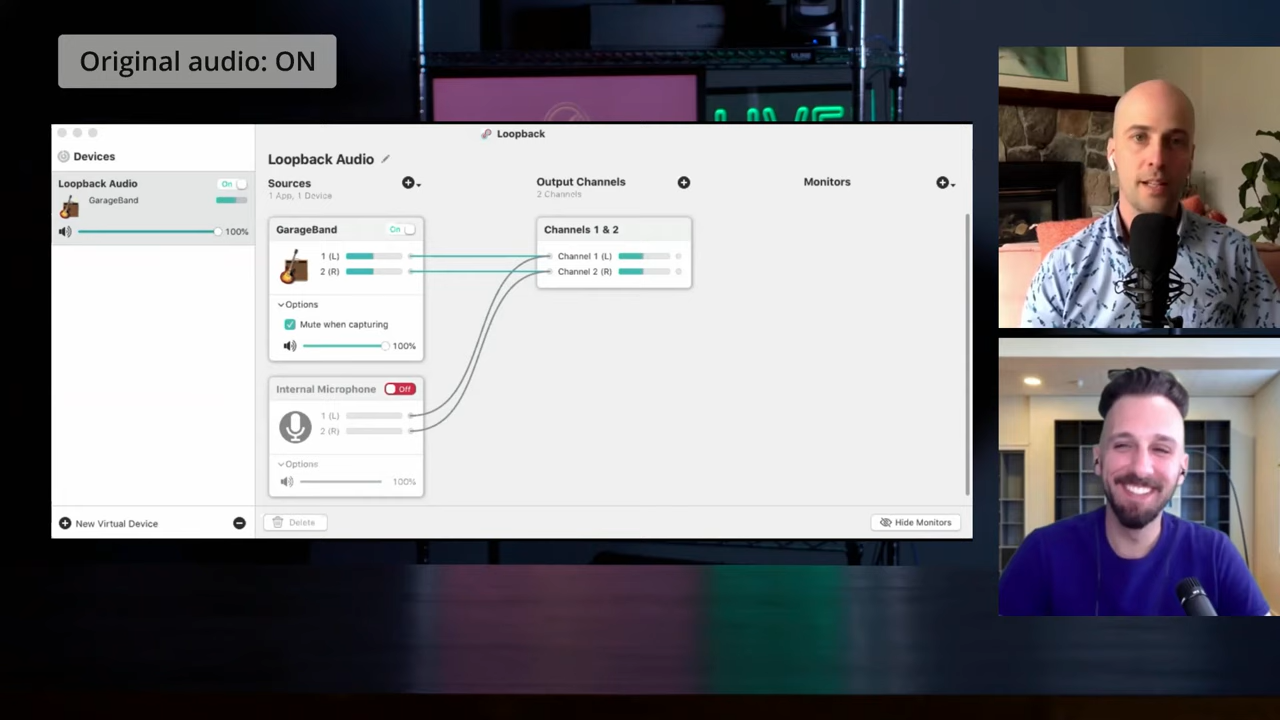 Original audio: ON
Loopback
Devices
Loopback Audio
On
GarageBand
100%
New Virtual Device
Loopback Audio
Sources
1 App, 1 Device
Output Channels
2 Channels
Monitors
GarageBand
On
1 (L)
2 (R)
Options
Mute when capturing
100%
Internal Microphone
Off
1 (L)
2 (R)
Options
100%
Channels 1 & 2
Channel 1 (L)
Channel 2 (R)
Delete
Hide Monitors
LIVE